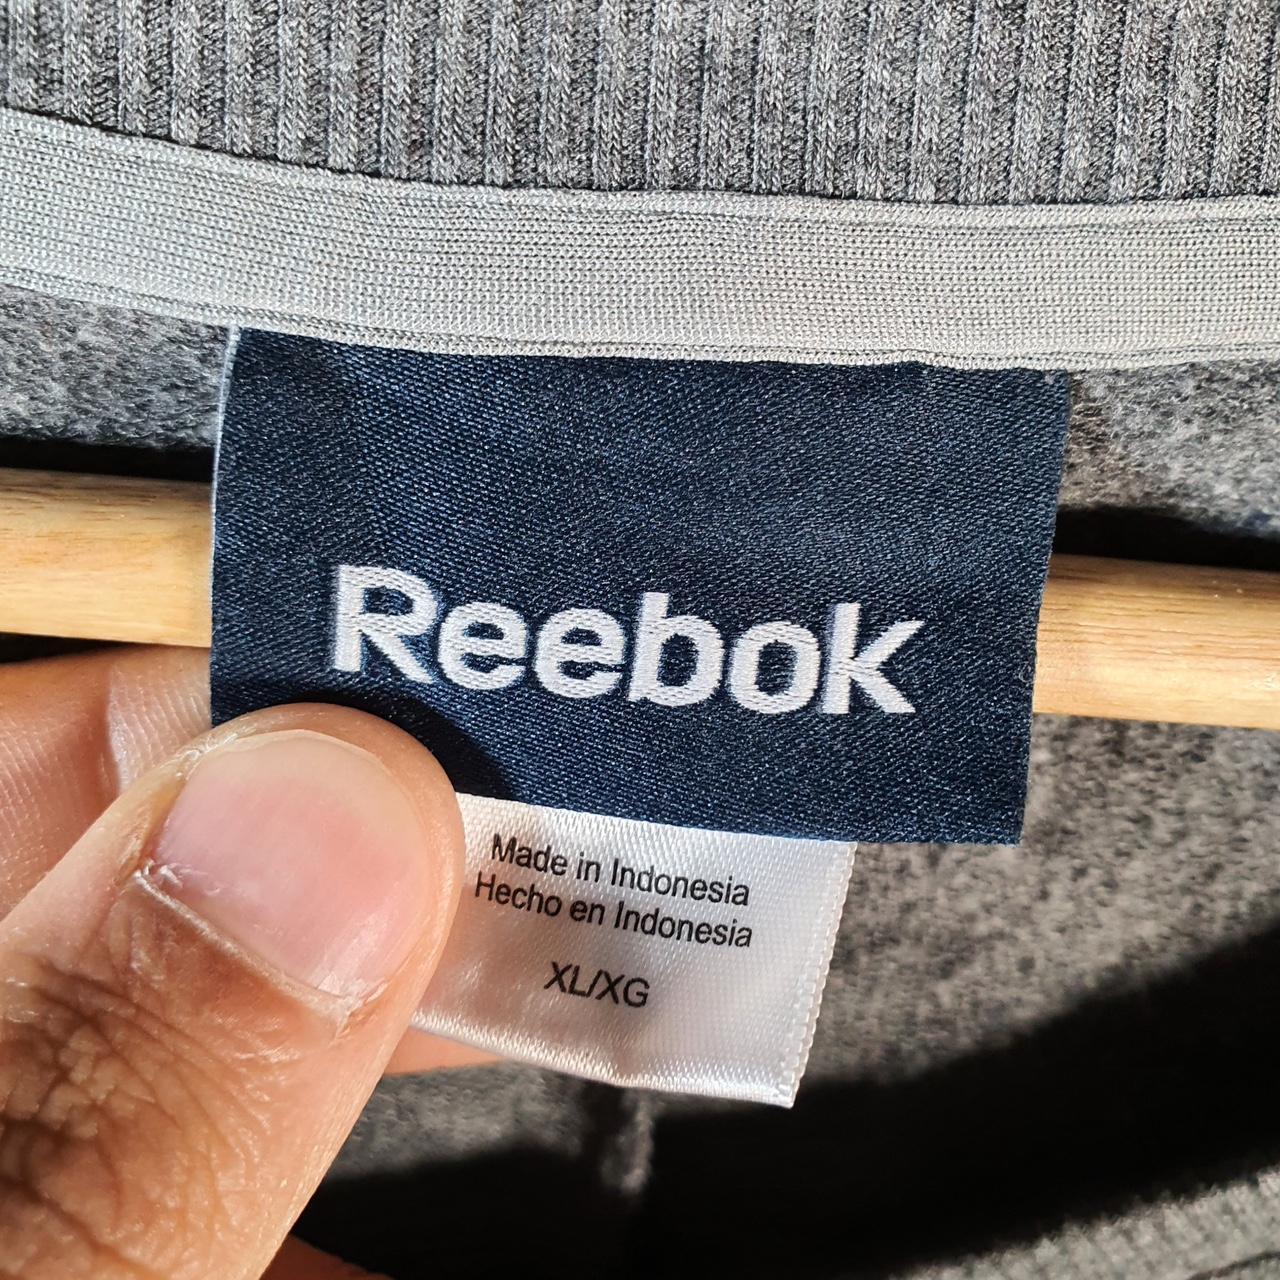 Reebok
Made in Indonesia
Hecho en Indonesia
XL/XG